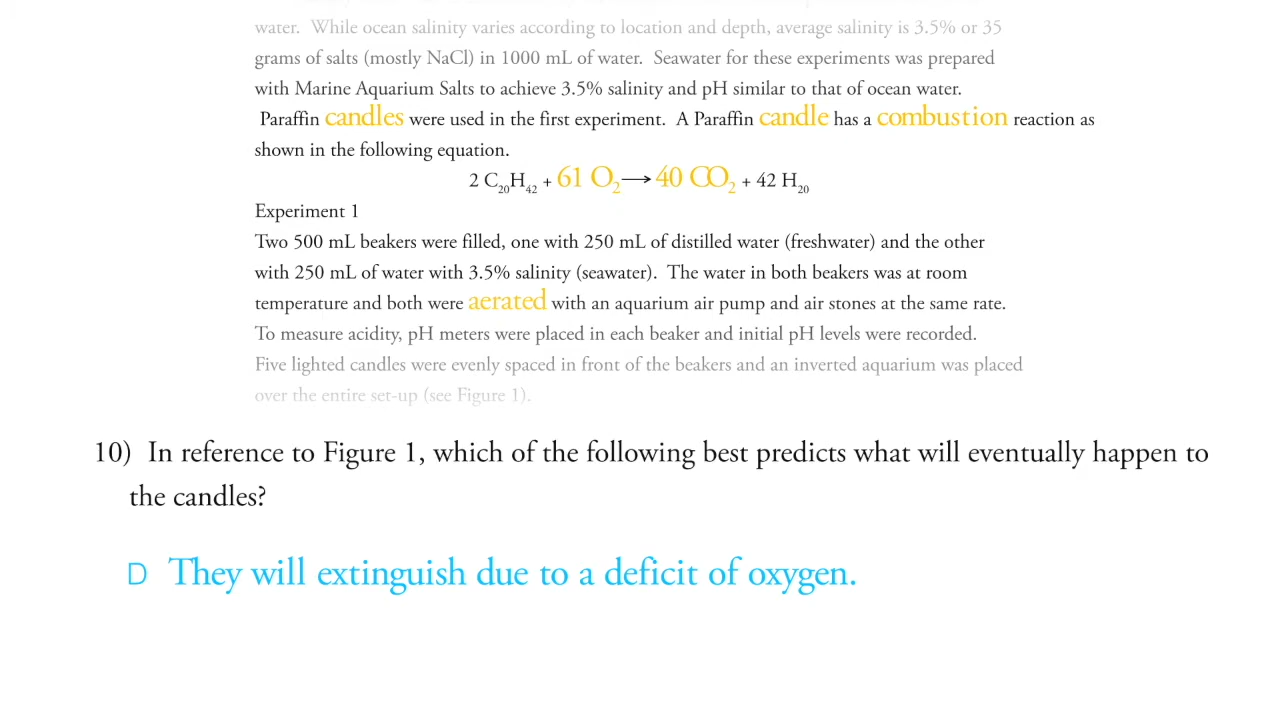 water. While ocean salinity varies according to location and depth, average salinity is 3.5% or 35
grams of salts (mostly NaCl) in 1000 mL of water. Seawater for these experiments was prepared
with Marine Aquarium Salts to achieve 3.5% salinity and pH similar to that of ocean water.
Paraffin candles were used in the first experiment. A Paraffin candle has a combustion reaction as
shown in the following equation.
2 C₂₀H₄₂ + 61 O₂ ⟶ 40 CO₂ + 42 H₂₀
Experiment 1
Two 500 mL beakers were filled, one with 250 mL of distilled water (freshwater) and the other
with 250 mL of water with 3.5% salinity (seawater). The water in both beakers was at room
temperature and both were aerated with an aquarium air pump and air stones at the same rate.
To measure acidity, pH meters were placed in each beaker and initial pH levels were recorded.
Five lighted candles were evenly spaced in front of the beakers and an inverted aquarium was placed
over the entire set-up (see Figure 1).
10) In reference to Figure 1, which of the following best predicts what will eventually happen to
the candles?
D They will extinguish due to a deficit of oxygen.